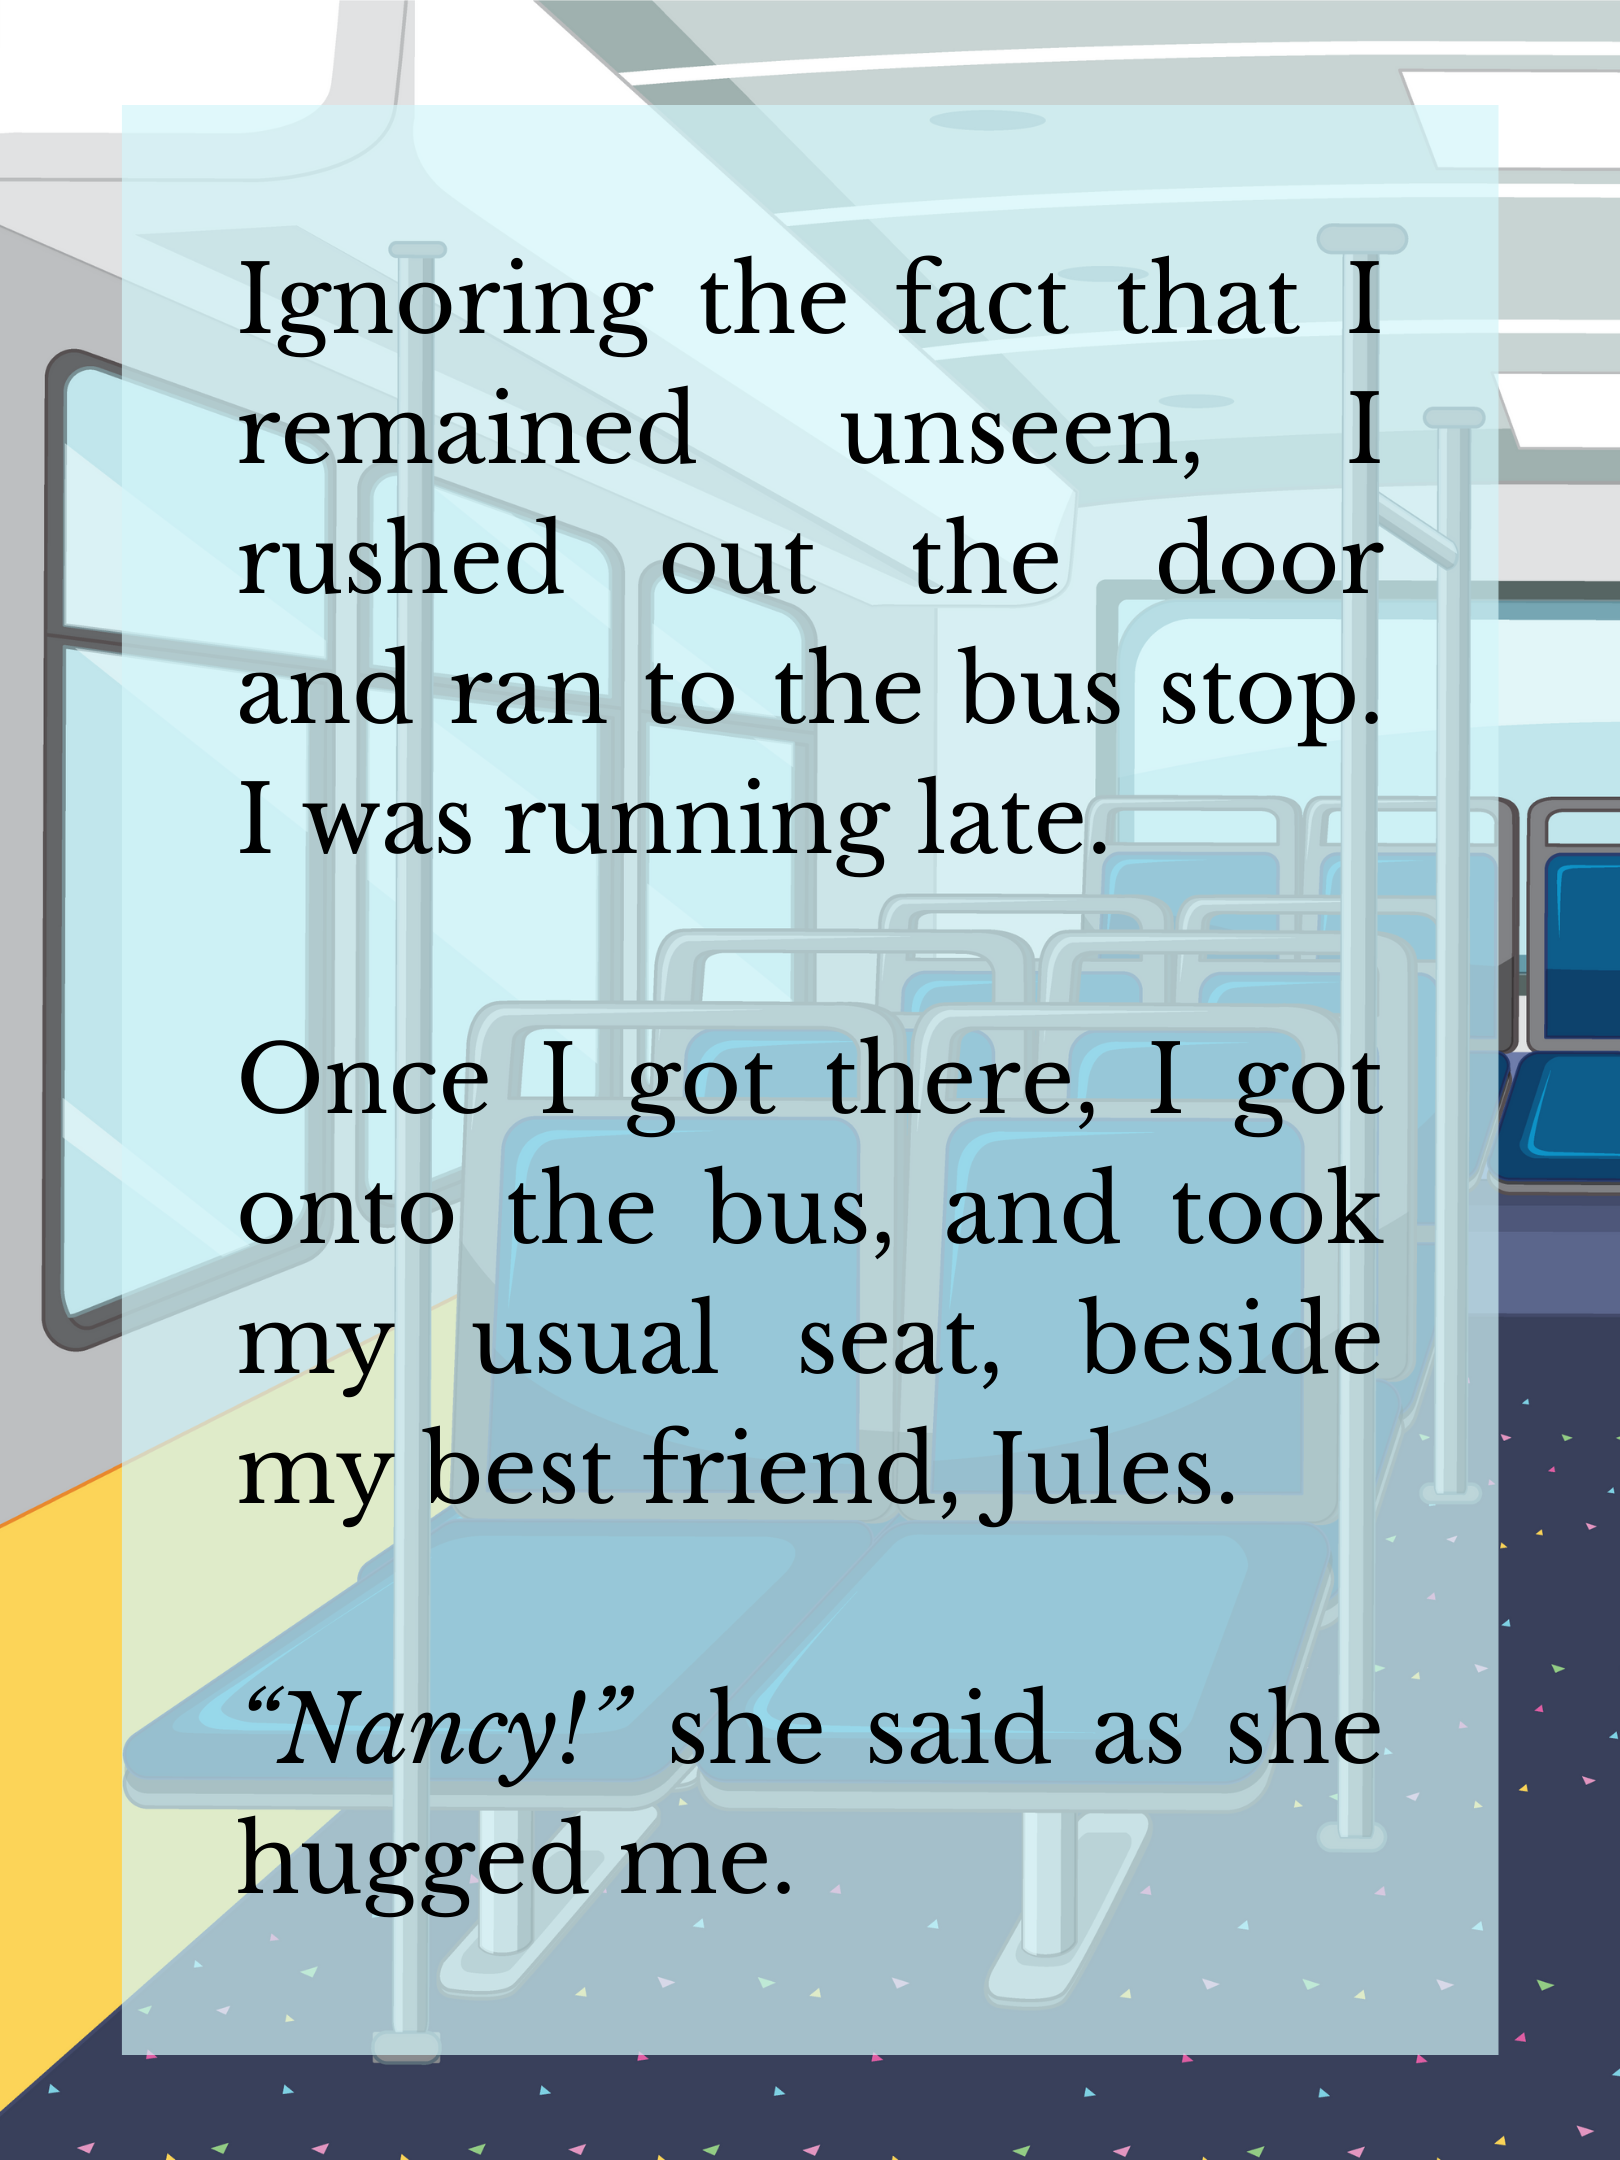 Ignoring the fact that I
remained unseen, I
rushed out the door
and ran to the bus stop.
I was running late.
Once I got there, I got
onto the bus, and took
my usual seat, beside
my best friend, Jules.
“Nancy!” she said as she
hugged me.